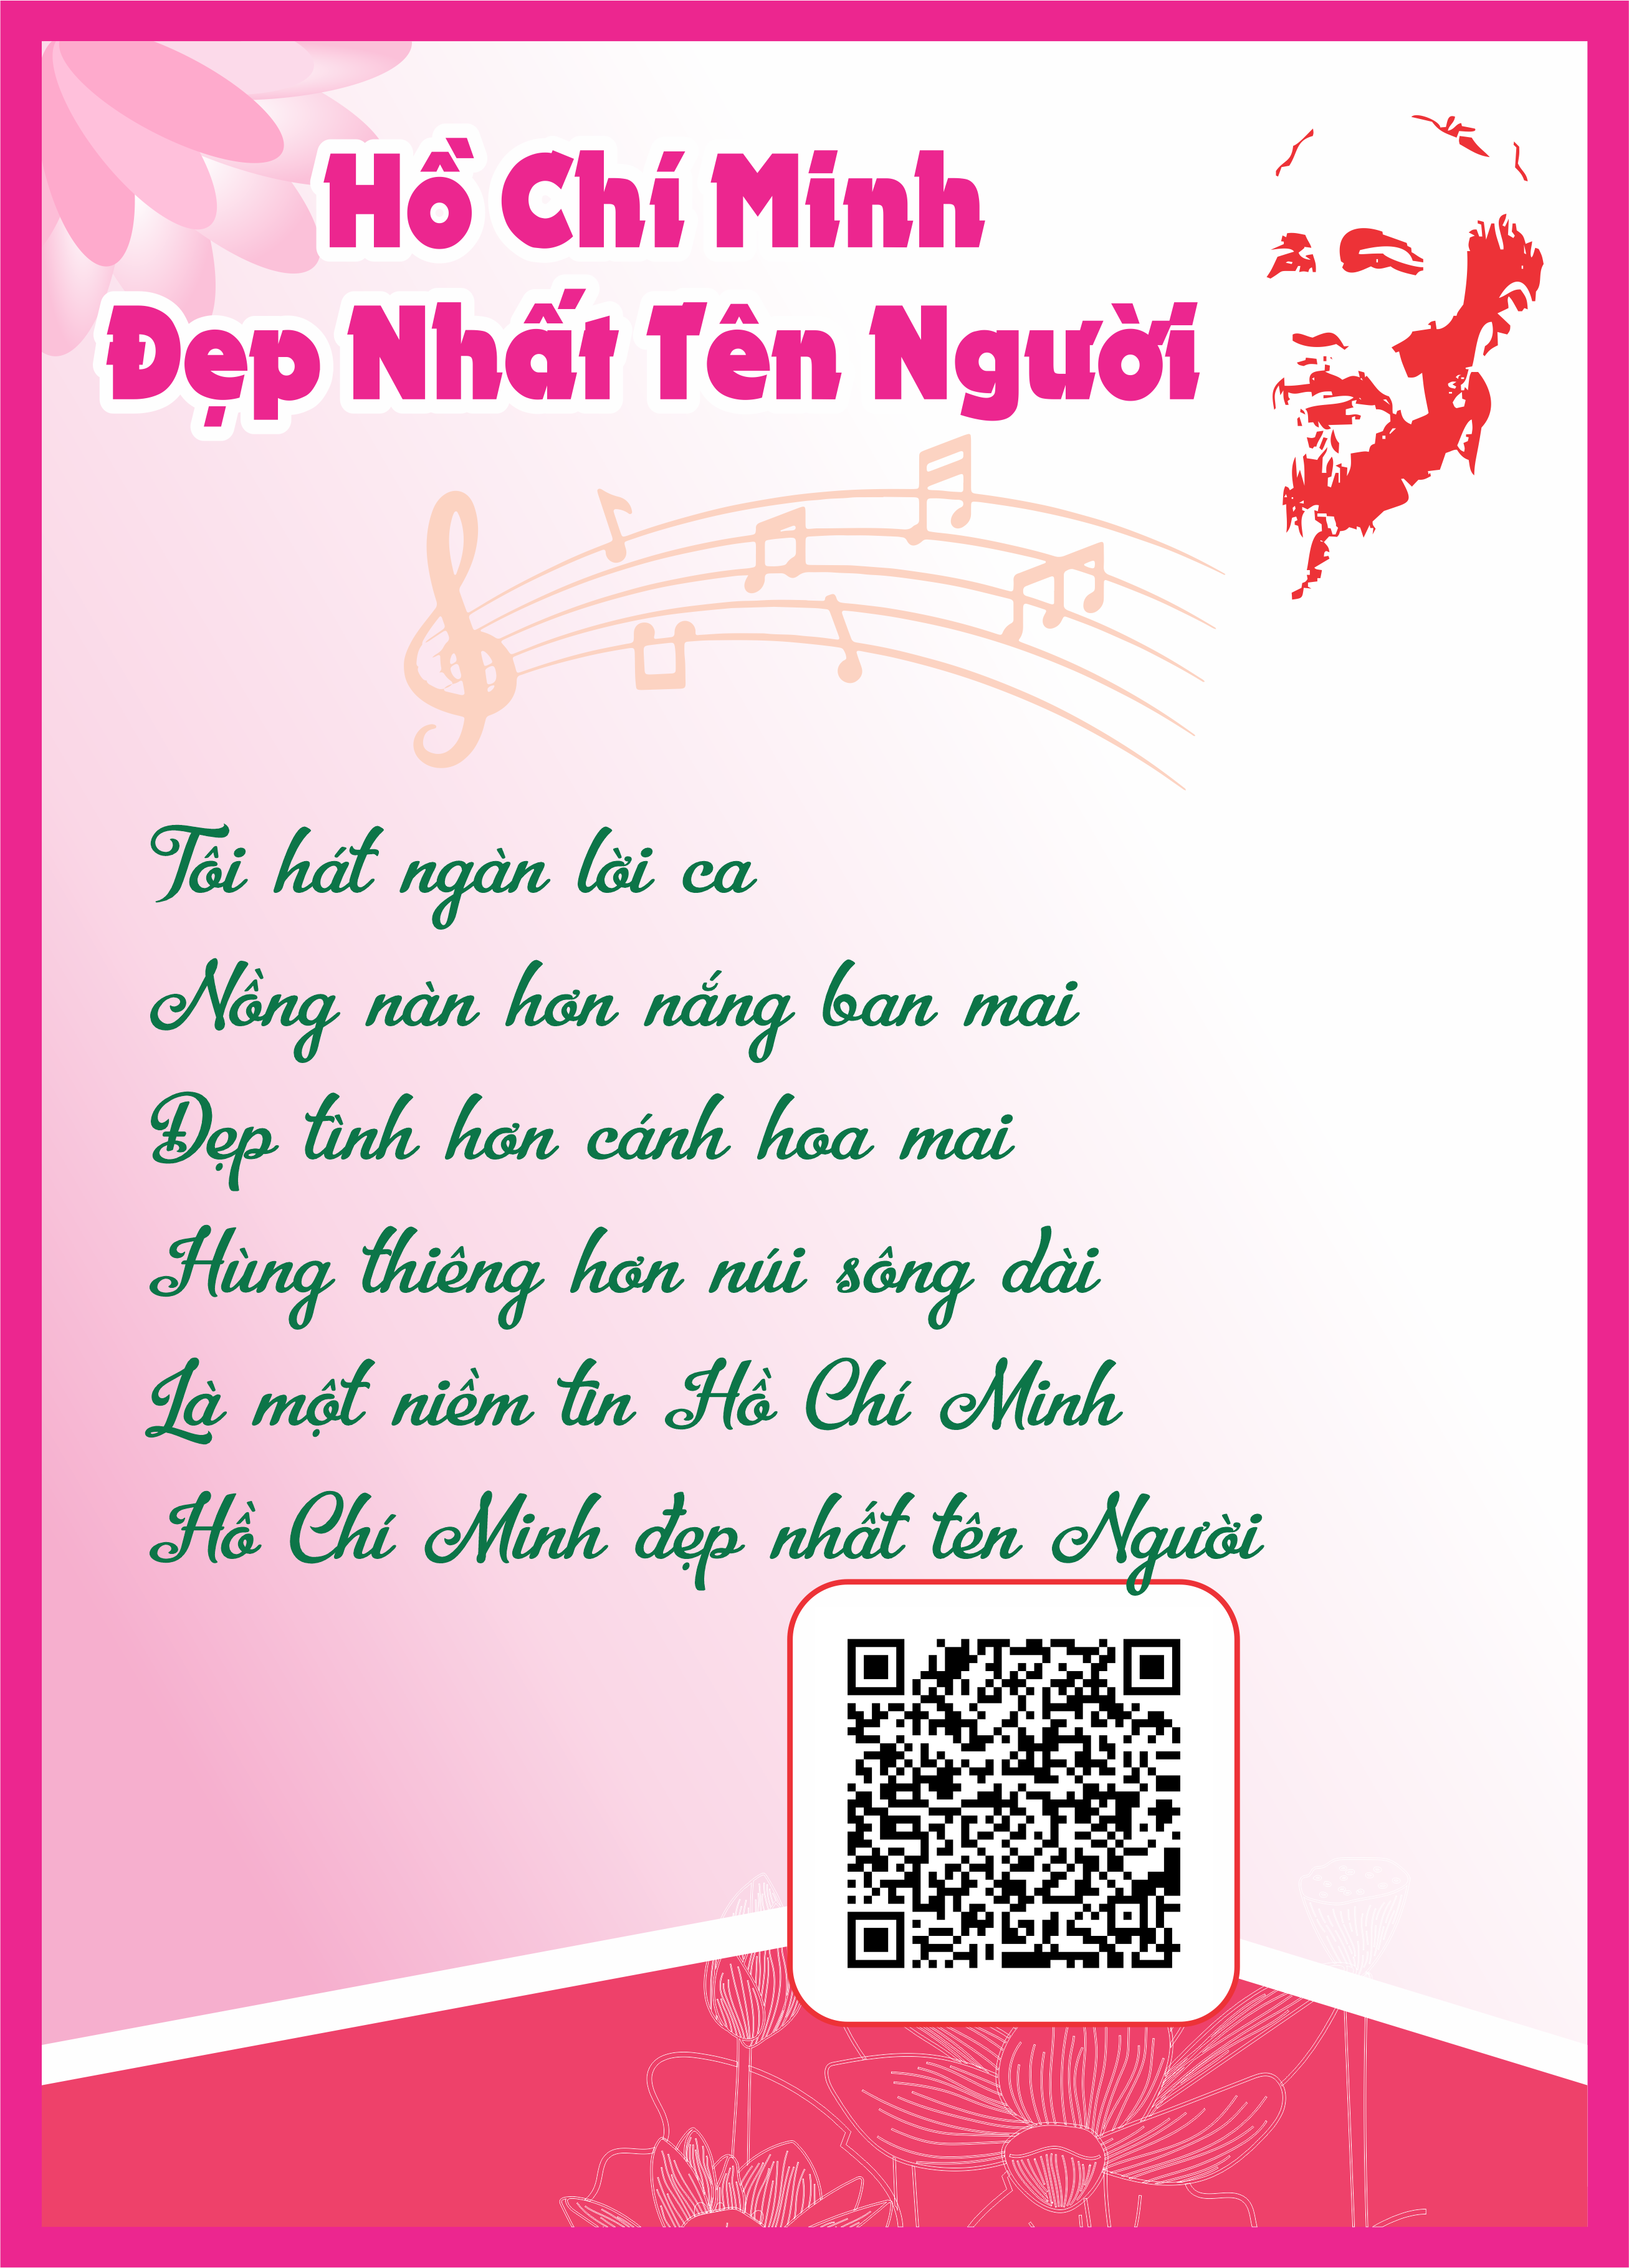 Hồ Chí Minh
Đẹp Nhất Tên Người
Tôi hát ngàn lời ca
Nồng nàn hơn nắng ban mai
Đẹp tình hơn cánh hoa mai
Hùng thiêng hơn núi sông dài
Là một niềm tin Hồ Chí Minh
Hồ Chí Minh đẹp nhất tên Người